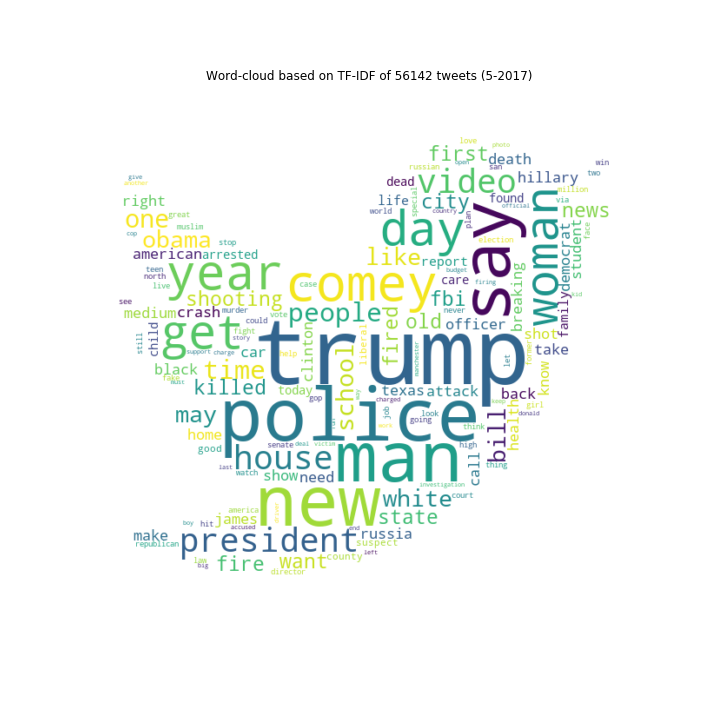 Word-cloud based on TF-IDF of 56142 tweets (5-2017)
love
photo
first
open
death
russian
san
win
give
another
dead
video
two
right
life
city
found
hillary
million
special
via
one
great
world
day
country
official
say
woman
news
cop
muslim
plan
face
obama
stop
like
election
student
american
arrested
report
democrat
teen
year
comey
care
breaking
family
north
live
case
fbi
budget
firing
kid
see
shooting
people
never
medium
crash
murder
vote
fired
old
officer
shot
child
get
could
trump
let
former
take
still
fight
story
clinton
school
liberal
manchester
support
charge
car
help
time
black
fake
must
killed
today
texas
attack
back
know
may
police
gop
charged
job
look
going
bill
health
girl
donald
home
think
good
house
man
senate
deal
victim
high
call
thing
last
watch
show
need
investigation
new
white
court
america
james
state
boy
hit
accused
end
make
president
russia
republican
suspect
left
law
big
fire
want
county
director